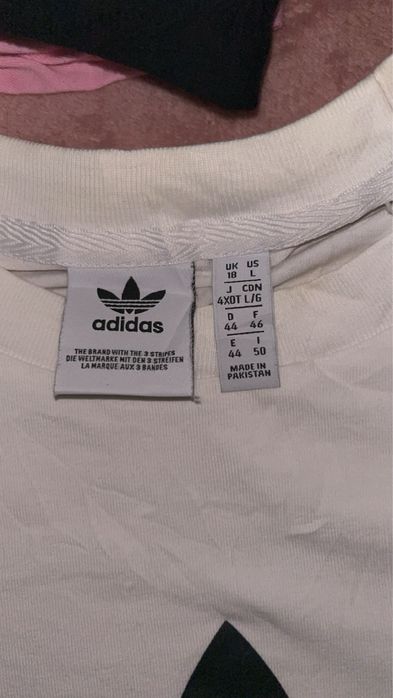 adidas
THE BRAND WITH THE 3 STRIPES
DIE WELTMARKE MIT DEN 3 STREIFEN
LA MARQUE AUX 3 BANDES
UK US
18 L
J CDN
4XOT L/G
D F
44 46
E I
44 50
MADE IN
PAKISTAN